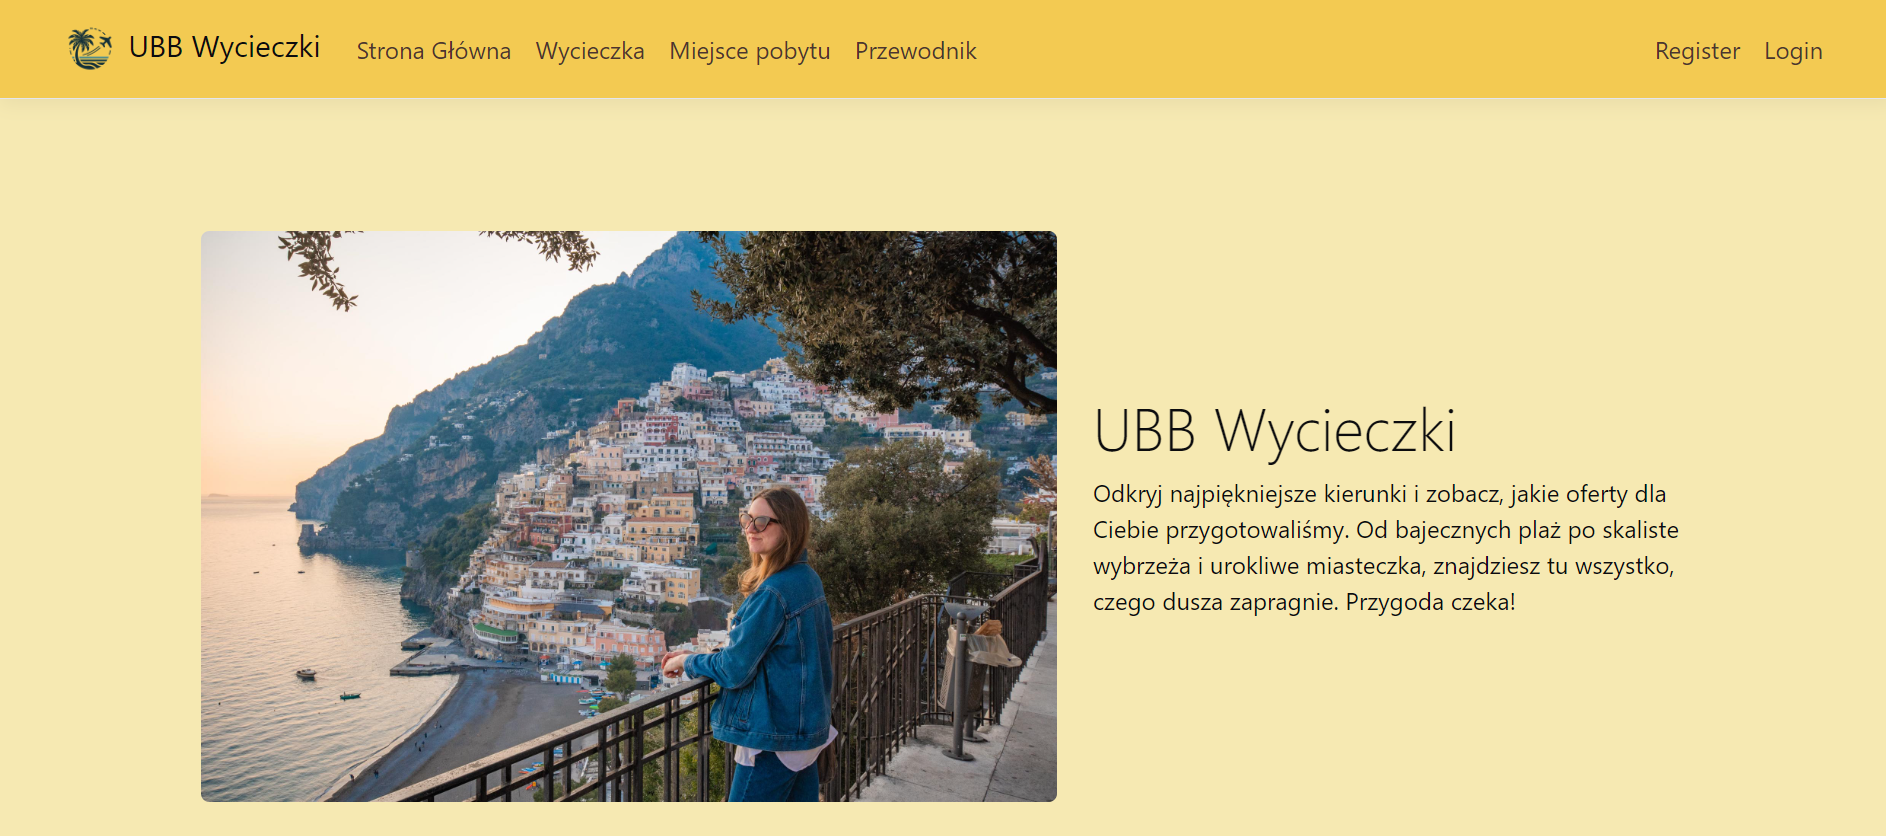 UBB Wycieczki
Strona Główna
Wycieczka
Miejsce pobytu
Przewodnik
Register
Login
UBB Wycieczki
Odkryj najpiękniejsze kierunki i zobacz, jakie oferty dla
Ciebie przygotowaliśmy. Od bajecznych plaż po skaliste
wybrzeża i urokliwe miasteczka, znajdziesz tu wszystko,
czego dusza zapragnie. Przygoda czeka!